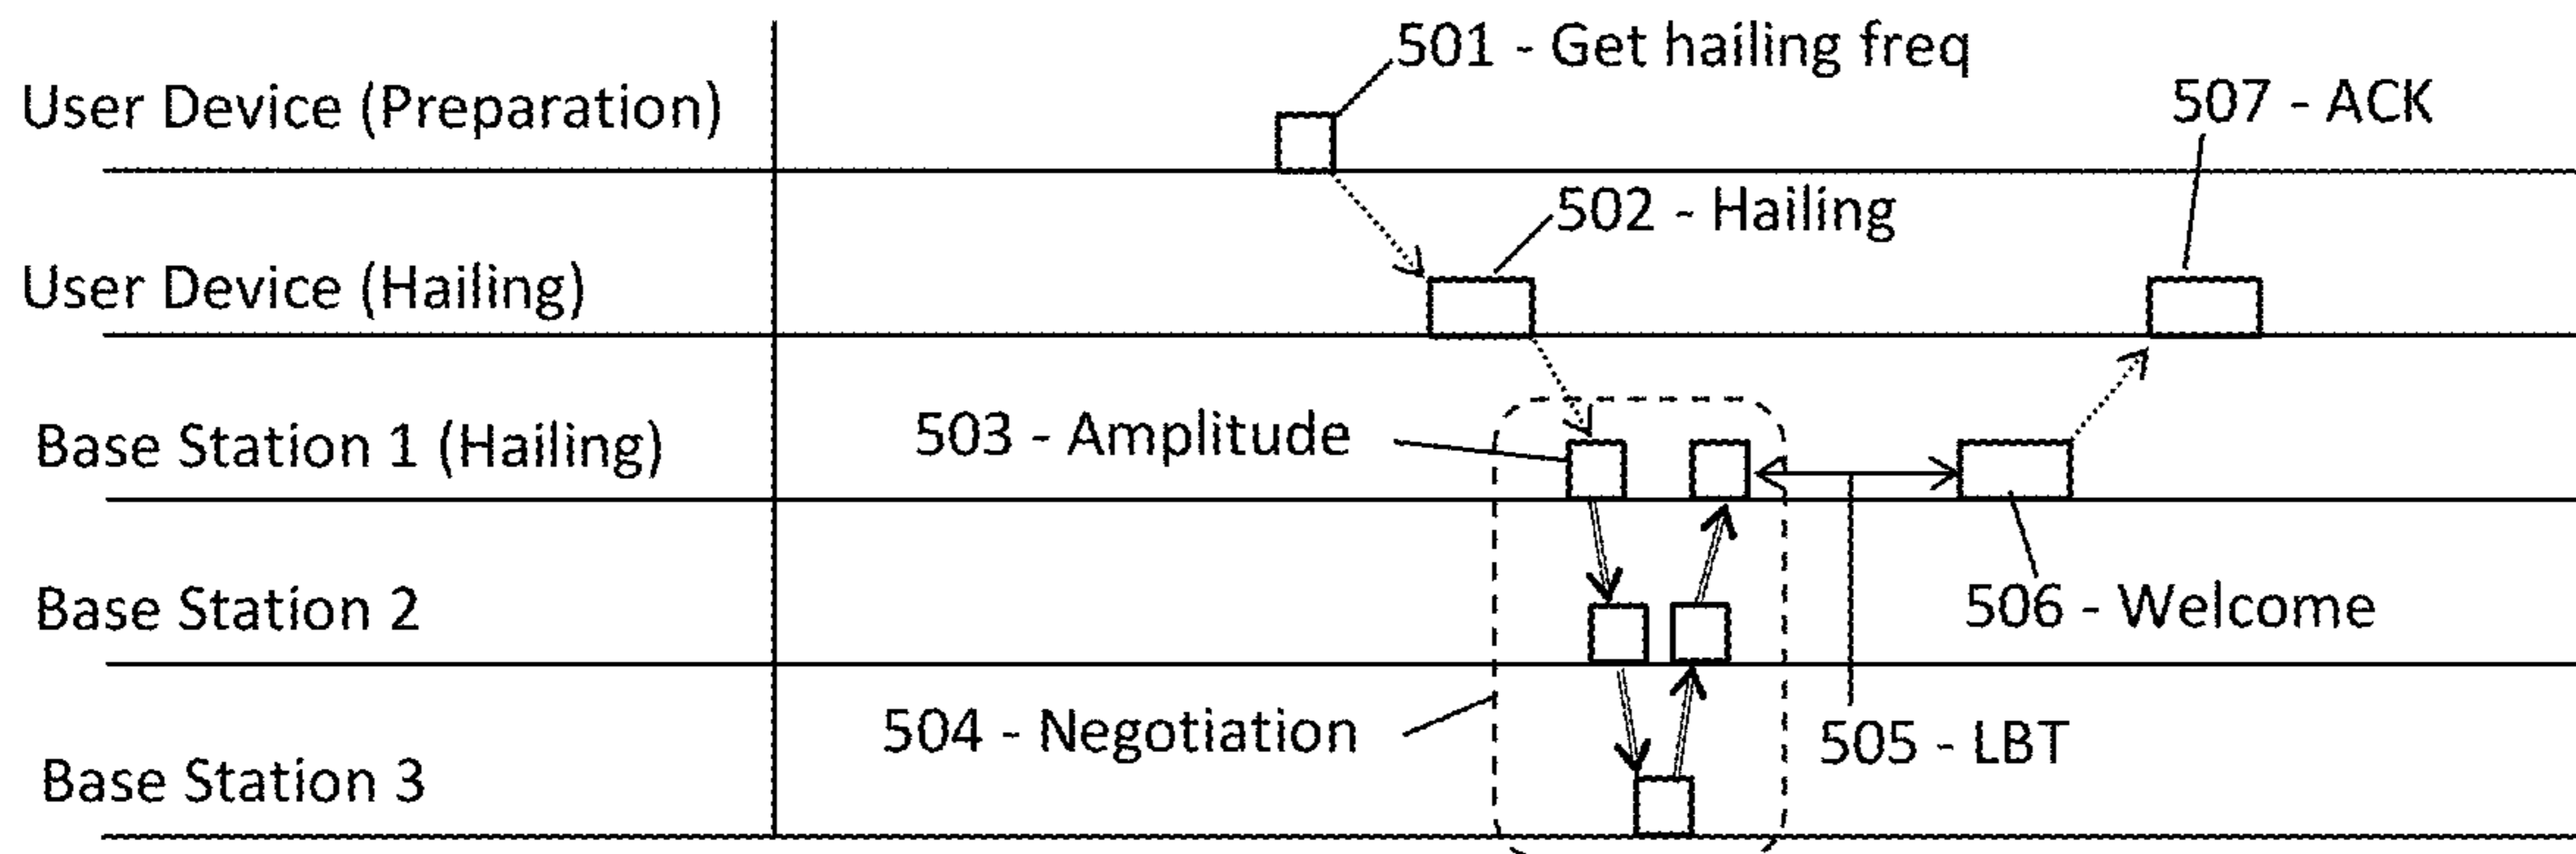 501 - Get hailing freq
User Device (Preparation)
507 - ACK
502 - Hailing
User Device (Hailing)
503 - Amplitude
Base Station 1 (Hailing)
Base Station 2
506 - Welcome
504 - Negotiation
505 - LBT
Base Station 3